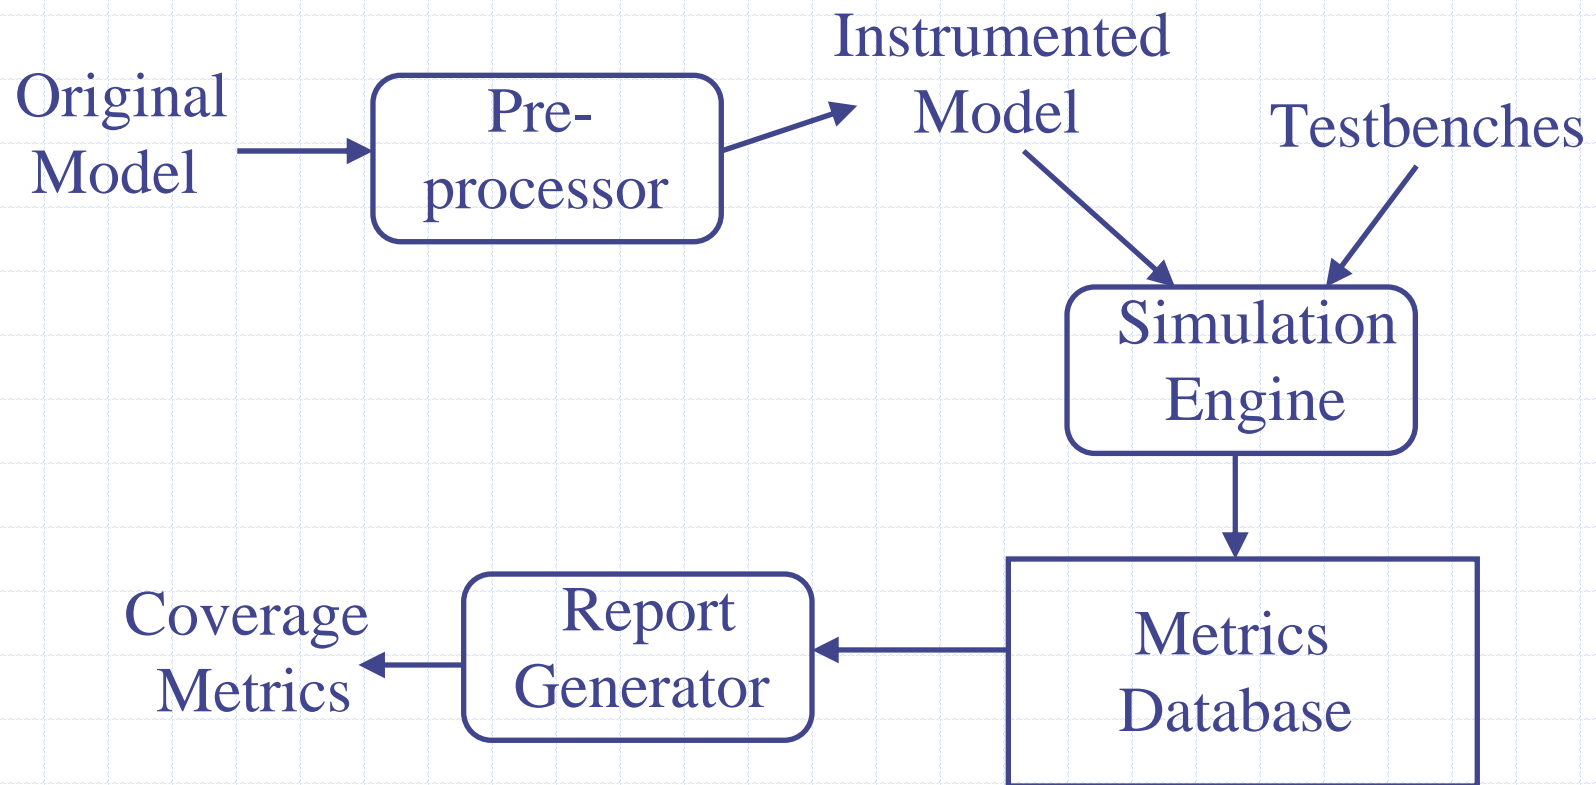 Original
Model
Pre-
processor
Instrumented
Model
Testbenches
Simulation
Engine
Metrics
Database
Report
Generator
Coverage
Metrics